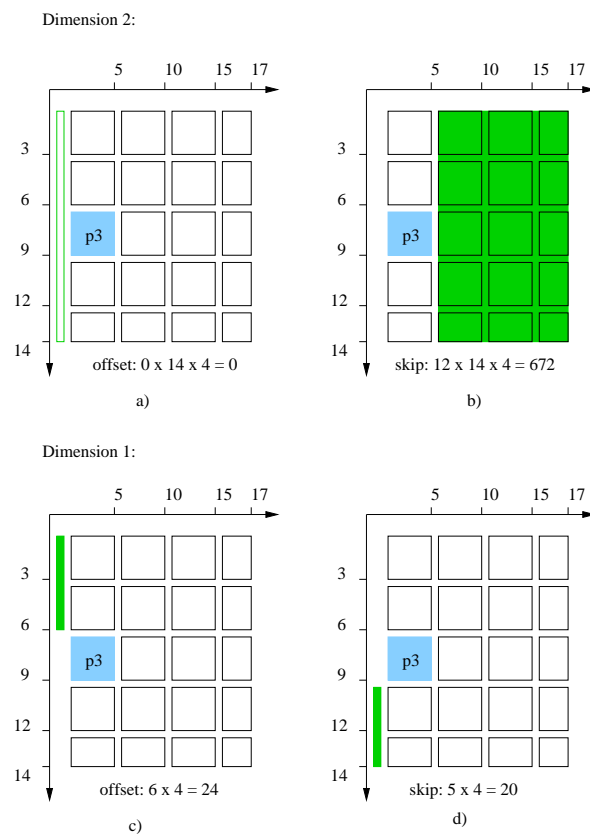 Dimension 2:
5 10 15 17
5 10 15 17
3
6
9
12
14
p3
3
6
9
12
14
p3
offset: 0 x 14 x 4 = 0
skip: 12 x 14 x 4 = 672
a)
b)
Dimension 1:
5 10 15 17
5 10 15 17
3
6
9
12
14
p3
3
6
9
12
14
p3
offset: 6 x 4 = 24
skip: 5 x 4 = 20
c)
d)